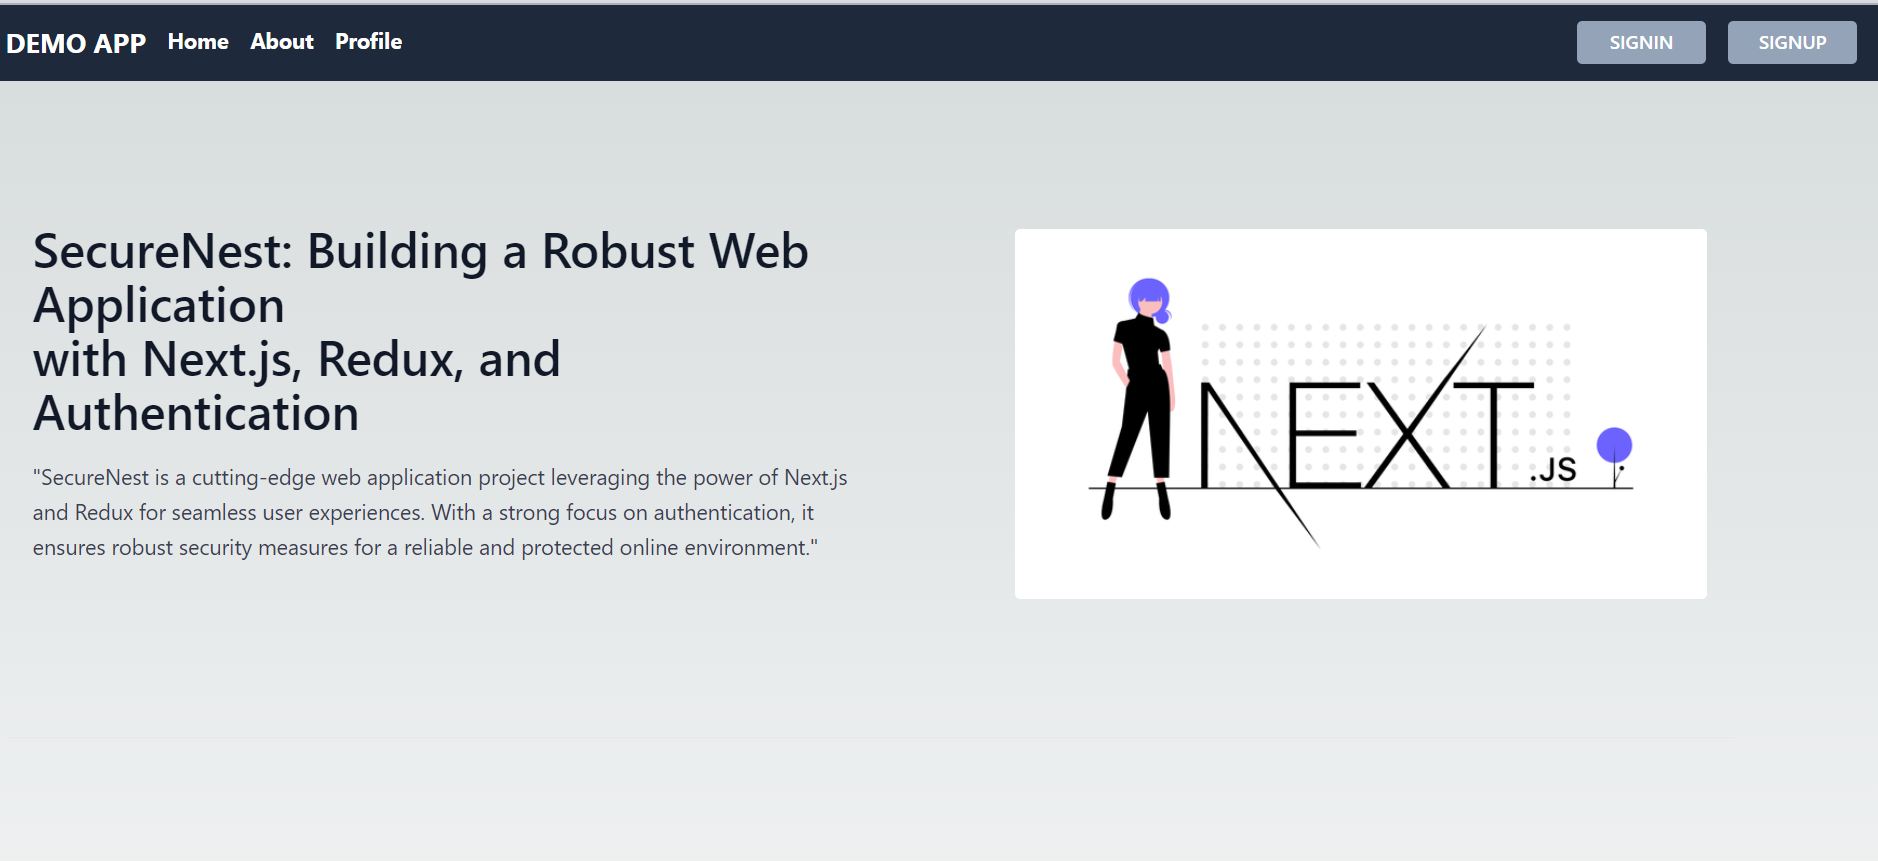 DEMO APP Home About Profile SIGNIN SIGNUP
SecureNest: Building a Robust Web
Application
with Next.js, Redux, and
Authentication
"SecureNest is a cutting-edge web application project leveraging the power of Next.js
and Redux for seamless user experiences. With a strong focus on authentication, it
ensures robust security measures for a reliable and protected online environment."
NEXT.JS